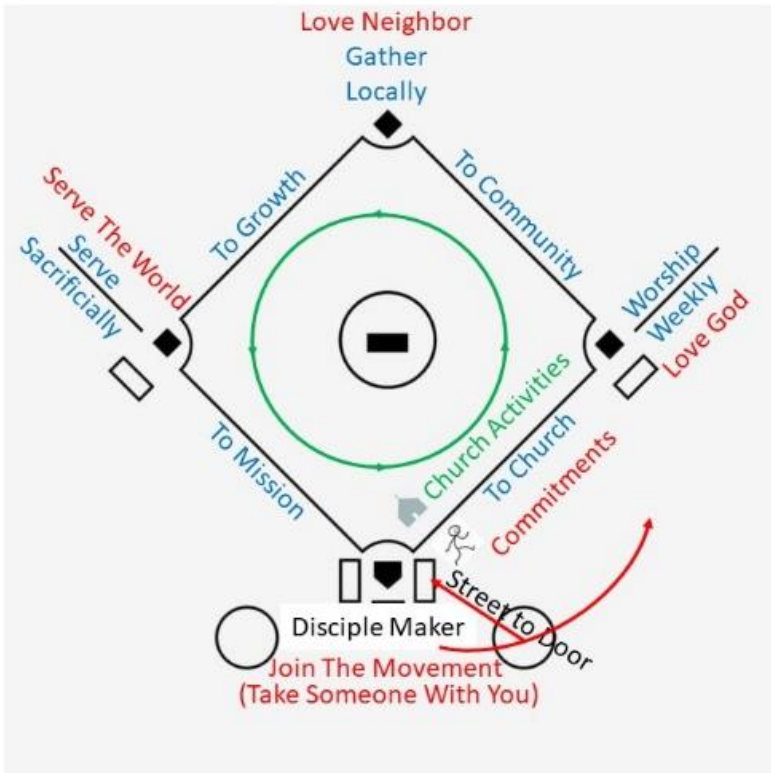 Love Neighbor
Gather
Locally
To Growth
To Community
Serve The World
Serve
Sacrificially
Worship
Weekly
Love God
Church Activities
To Church
Commitments
To Mission
Street to Door
Disciple Maker
Join The Movement
(Take Someone With You)